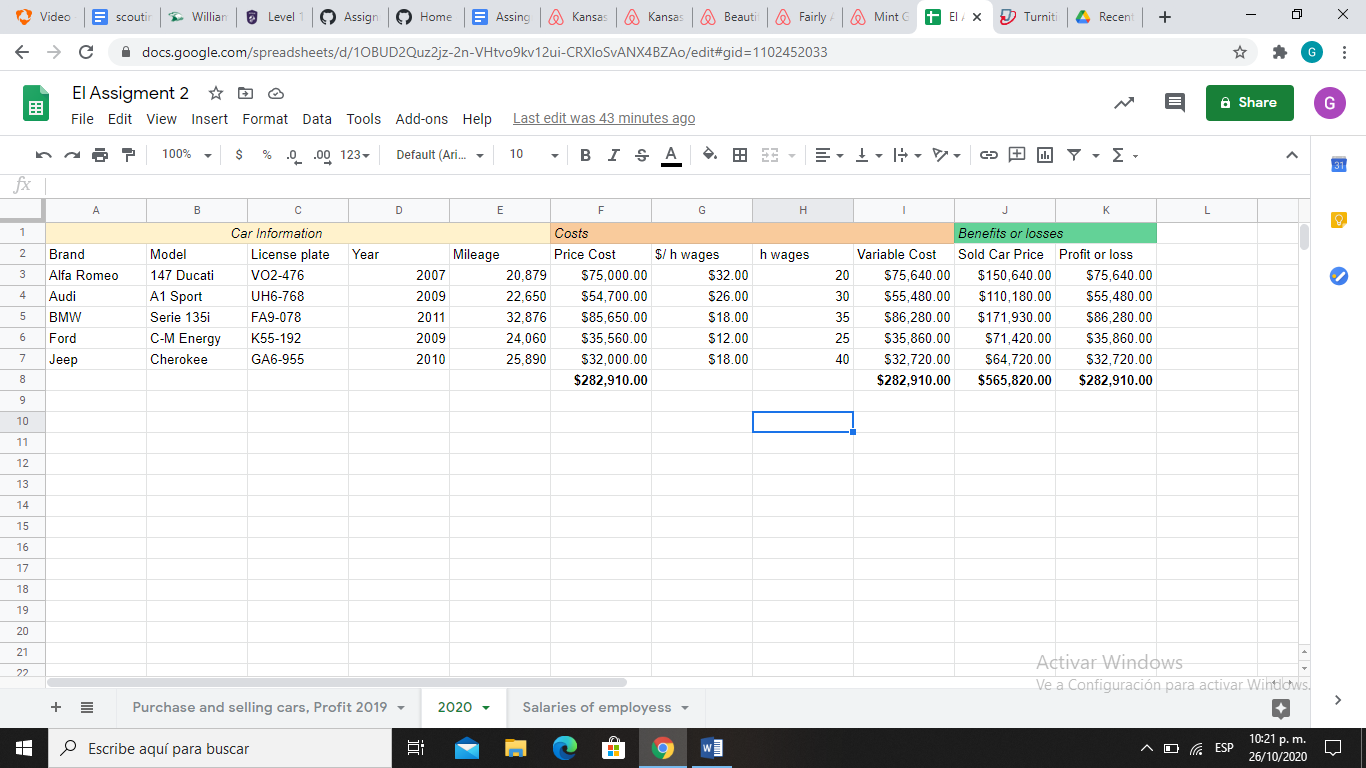 Video scoutir Willian Level 1 Assign Home Assing Kansas Kansas Beauti Fairly A Mint G El A Turniti Recent
docs.google.com/spreadsheets/d/1OBUD2Quz2jz-2n-VHtvo9kv12ui-CRXIoSvANX4BZAo/edit#gid=1102452033 G
El Assigment 2
File Edit View Insert Format Data Tools Add-ons Help Last edit was 43 minutes ago Share G
100% $ % .0 .00 123 Default (Ari... 10 B I S A
fx 31
A B C D E F G H I J K L
1 Car Information Costs Benefits or losses
2 Brand Model License plate Year Mileage Price Cost $/ h wages h wages Variable Cost Sold Car Price Profit or loss
3 Alfa Romeo 147 Ducati VO2-476 2007 20,879 $75,000.00 $32.00 20 $75,640.00 $150,640.00 $75,640.00
4 Audi A1 Sport UH6-768 2009 22,650 $54,700.00 $26.00 30 $55,480.00 $110,180.00 $55,480.00
5 BMW Serie 135i FA9-078 2011 32,876 $85,650.00 $18.00 35 $86,280.00 $171,930.00 $86,280.00
6 Ford C-M Energy K55-192 2009 24,060 $35,560.00 $12.00 25 $35,860.00 $71,420.00 $35,860.00
7 Jeep Cherokee GA6-955 2010 25,890 $32,000.00 $18.00 40 $32,720.00 $64,720.00 $32,720.00
8 $282,910.00 $282,910.00 $565,820.00 $282,910.00
9
10
11
12
13
14
15
16
17
18
19
20
21
22
Activar Windows
Ve a Configuración para activar Windows.
Purchase and selling cars, Profit 2019 2020 Salaries of employess
Escribe aquí para buscar ESP 10:21 p. m.
26/10/2020